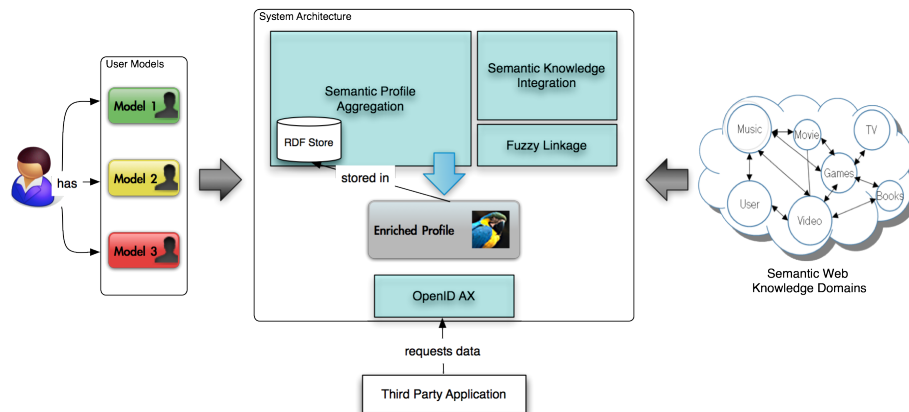 System Architecture
User Models
Model 1
Model 2
Model 3
has
Semantic Profile
Aggregation
RDF Store
Semantic Knowledge
Integration
Fuzzy Linkage
stored in
Enriched Profile
OpenID AX
requests data
Third Party Application
Music
Movie
TV
Games
User
Video
Books
Semantic Web
Knowledge Domains